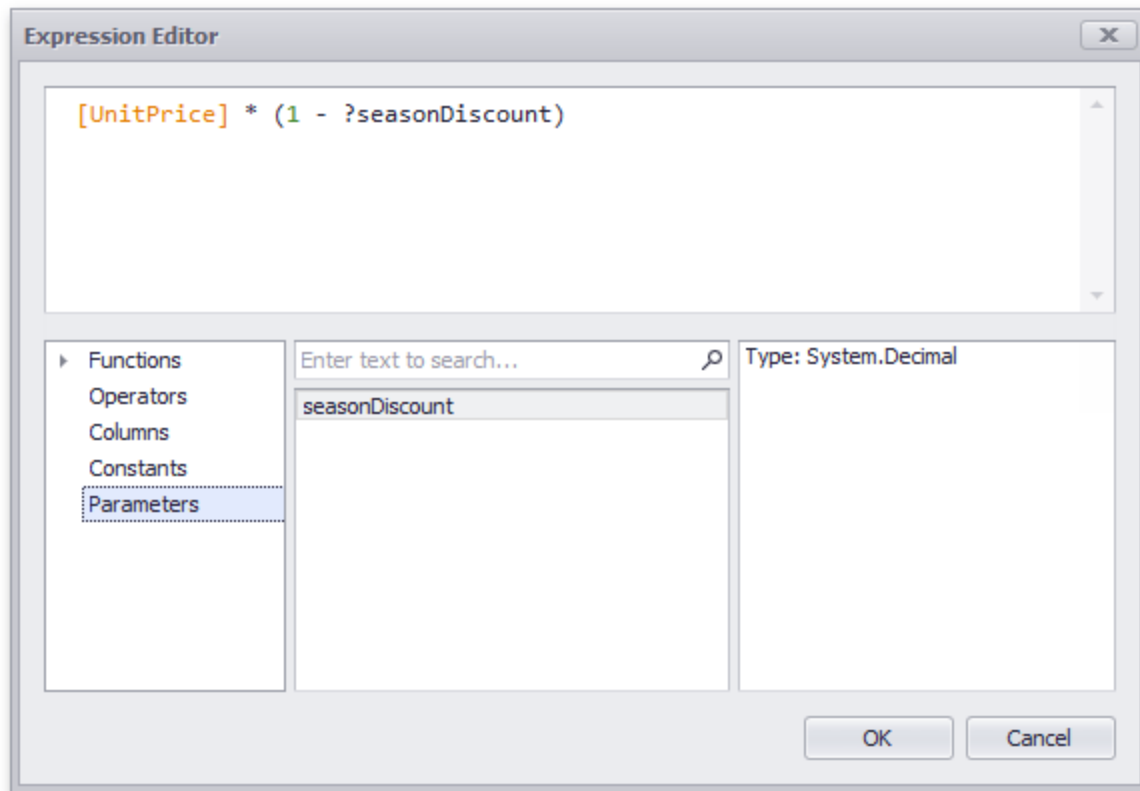 Expression Editor
[UnitPrice] * (1 - ?seasonDiscount)
Functions
Operators
Columns
Constants
Parameters
Enter text to search...
seasonDiscount
Type: System.Decimal
OK
Cancel